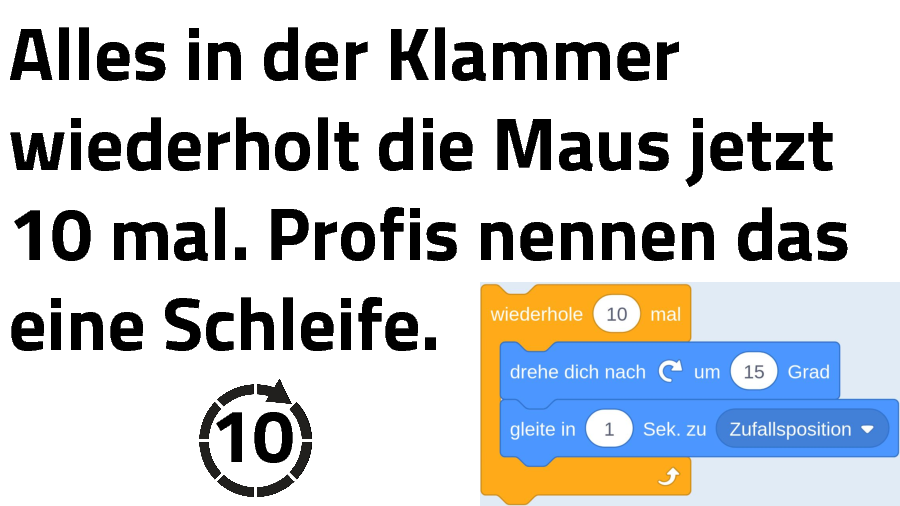 Alles in der Klammer
wiederholt die Maus jetzt
10 mal. Profis nennen das
eine Schleife.
wiederhole 10 mal
drehe dich nach um 15 Grad
gleite in 1 Sek. zu Zufallsposition
10